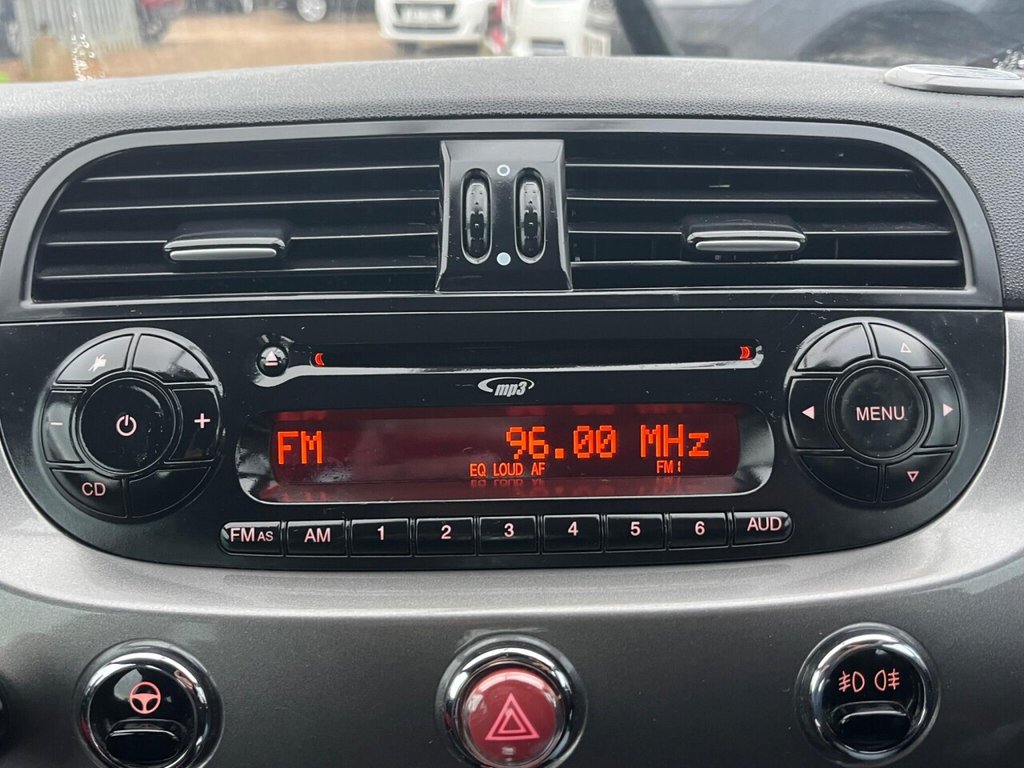 mp3
FM 96.00 MHz
EQ LOUD AF FM1
MENU
CD
FM AS AM 1 2 3 4 5 6 AUD